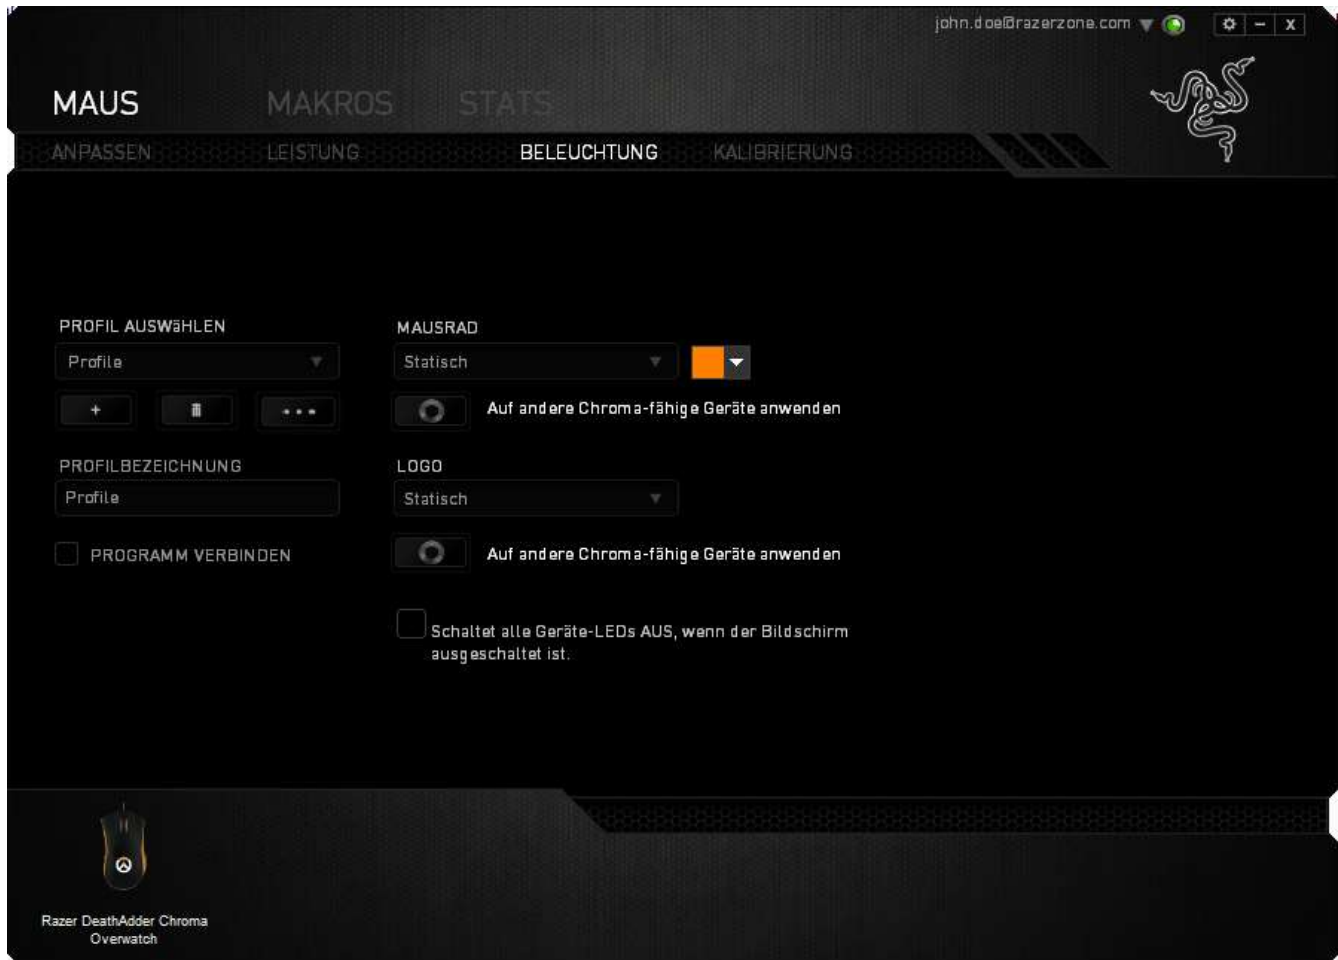 john.doe@razerzone.com
MAUS MAKROS STATS
ANPASSEN LEISTUNG BELEUCHTUNG KALIBRIERUNG
PROFIL AUSWäHLEN
Profile
PROFILBEZEICHNUNG
Profile
PROGRAMM VERBINDEN
MAUSRAD
Statisch
Auf andere Chroma-fähige Geräte anwenden
LOGO
Statisch
Auf andere Chroma-fähige Geräte anwenden
Schaltet alle Geräte-LEDs AUS, wenn der Bildschirm
ausgeschaltet ist.
Razer DeathAdder Chroma
Overwatch